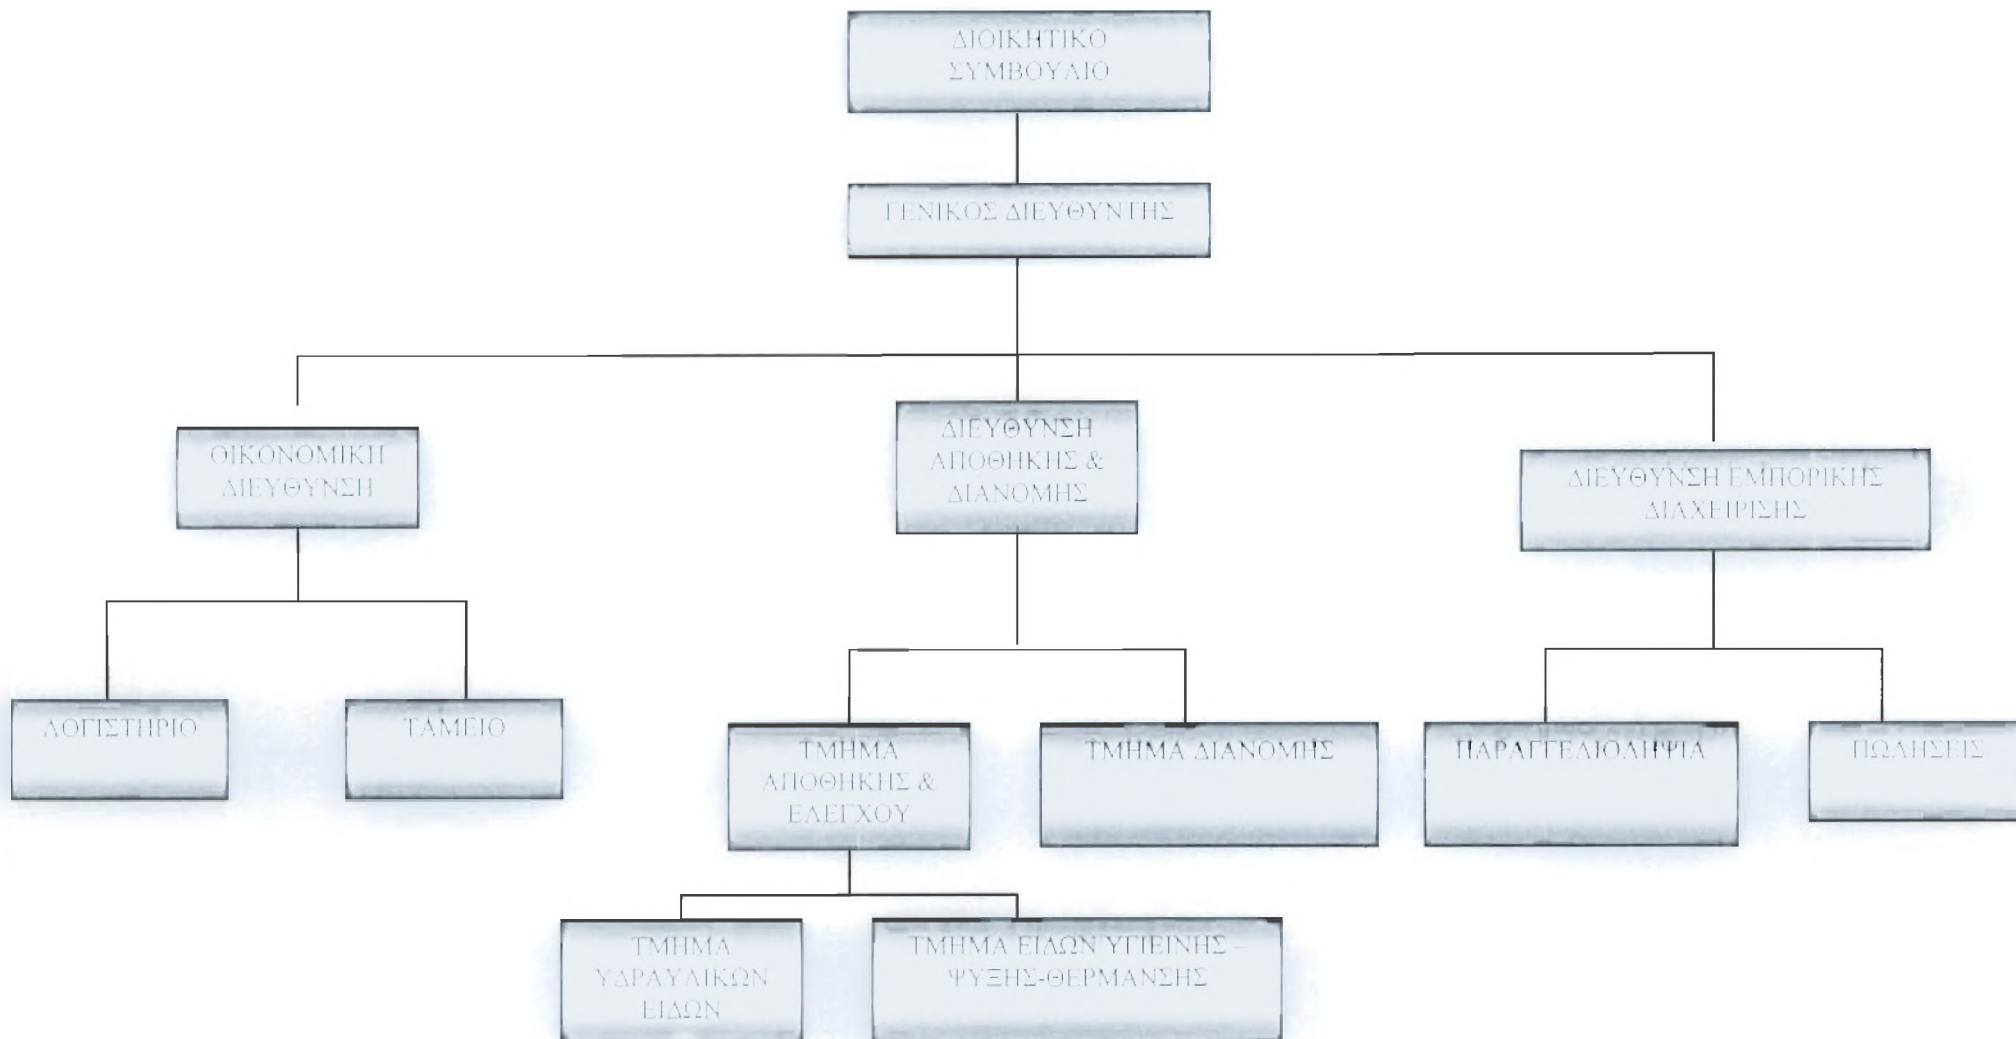 ΔΙΟΙΚΗΤΙΚΟ
ΣΥΜΒΟΥΛΙΟ
ΓΕΝΙΚΟΣ ΔΙΕΥΘΥΝΤΗΣ
ΟΙΚΟΝΟΜΙΚΗ
ΔΙΕΥΘΥΝΣΗ
ΔΙΕΥΘΥΝΣΗ
ΑΠΟΘΗΚΗΣ &
ΔΙΑΝΟΜΗΣ
ΔΙΕΥΘΥΝΣΗ ΕΜΠΟΡΙΚΗΣ
ΔΙΑΧΕΙΡΙΣΗΣ
ΛΟΓΙΣΤΗΡΙΟ
ΤΑΜΕΙΟ
ΤΜΗΜΑ
ΑΠΟΘΗΚΗΣ &
ΕΛΕΓΧΟΥ
ΤΜΗΜΑ ΔΙΑΝΟΜΗΣ
ΠΑΡΑΓΓΕΛΙΟΛΗΨΙΑ
ΠΩΛΗΣΕΙΣ
ΤΜΗΜΑ
ΥΔΡΑΥΛΙΚΩΝ
ΕΙΔΩΝ
ΤΜΗΜΑ ΕΙΔΩΝ ΥΓΙΕΙΝΗΣ –
ΨΥΞΗΣ-ΘΕΡΜΑΝΣΗΣ